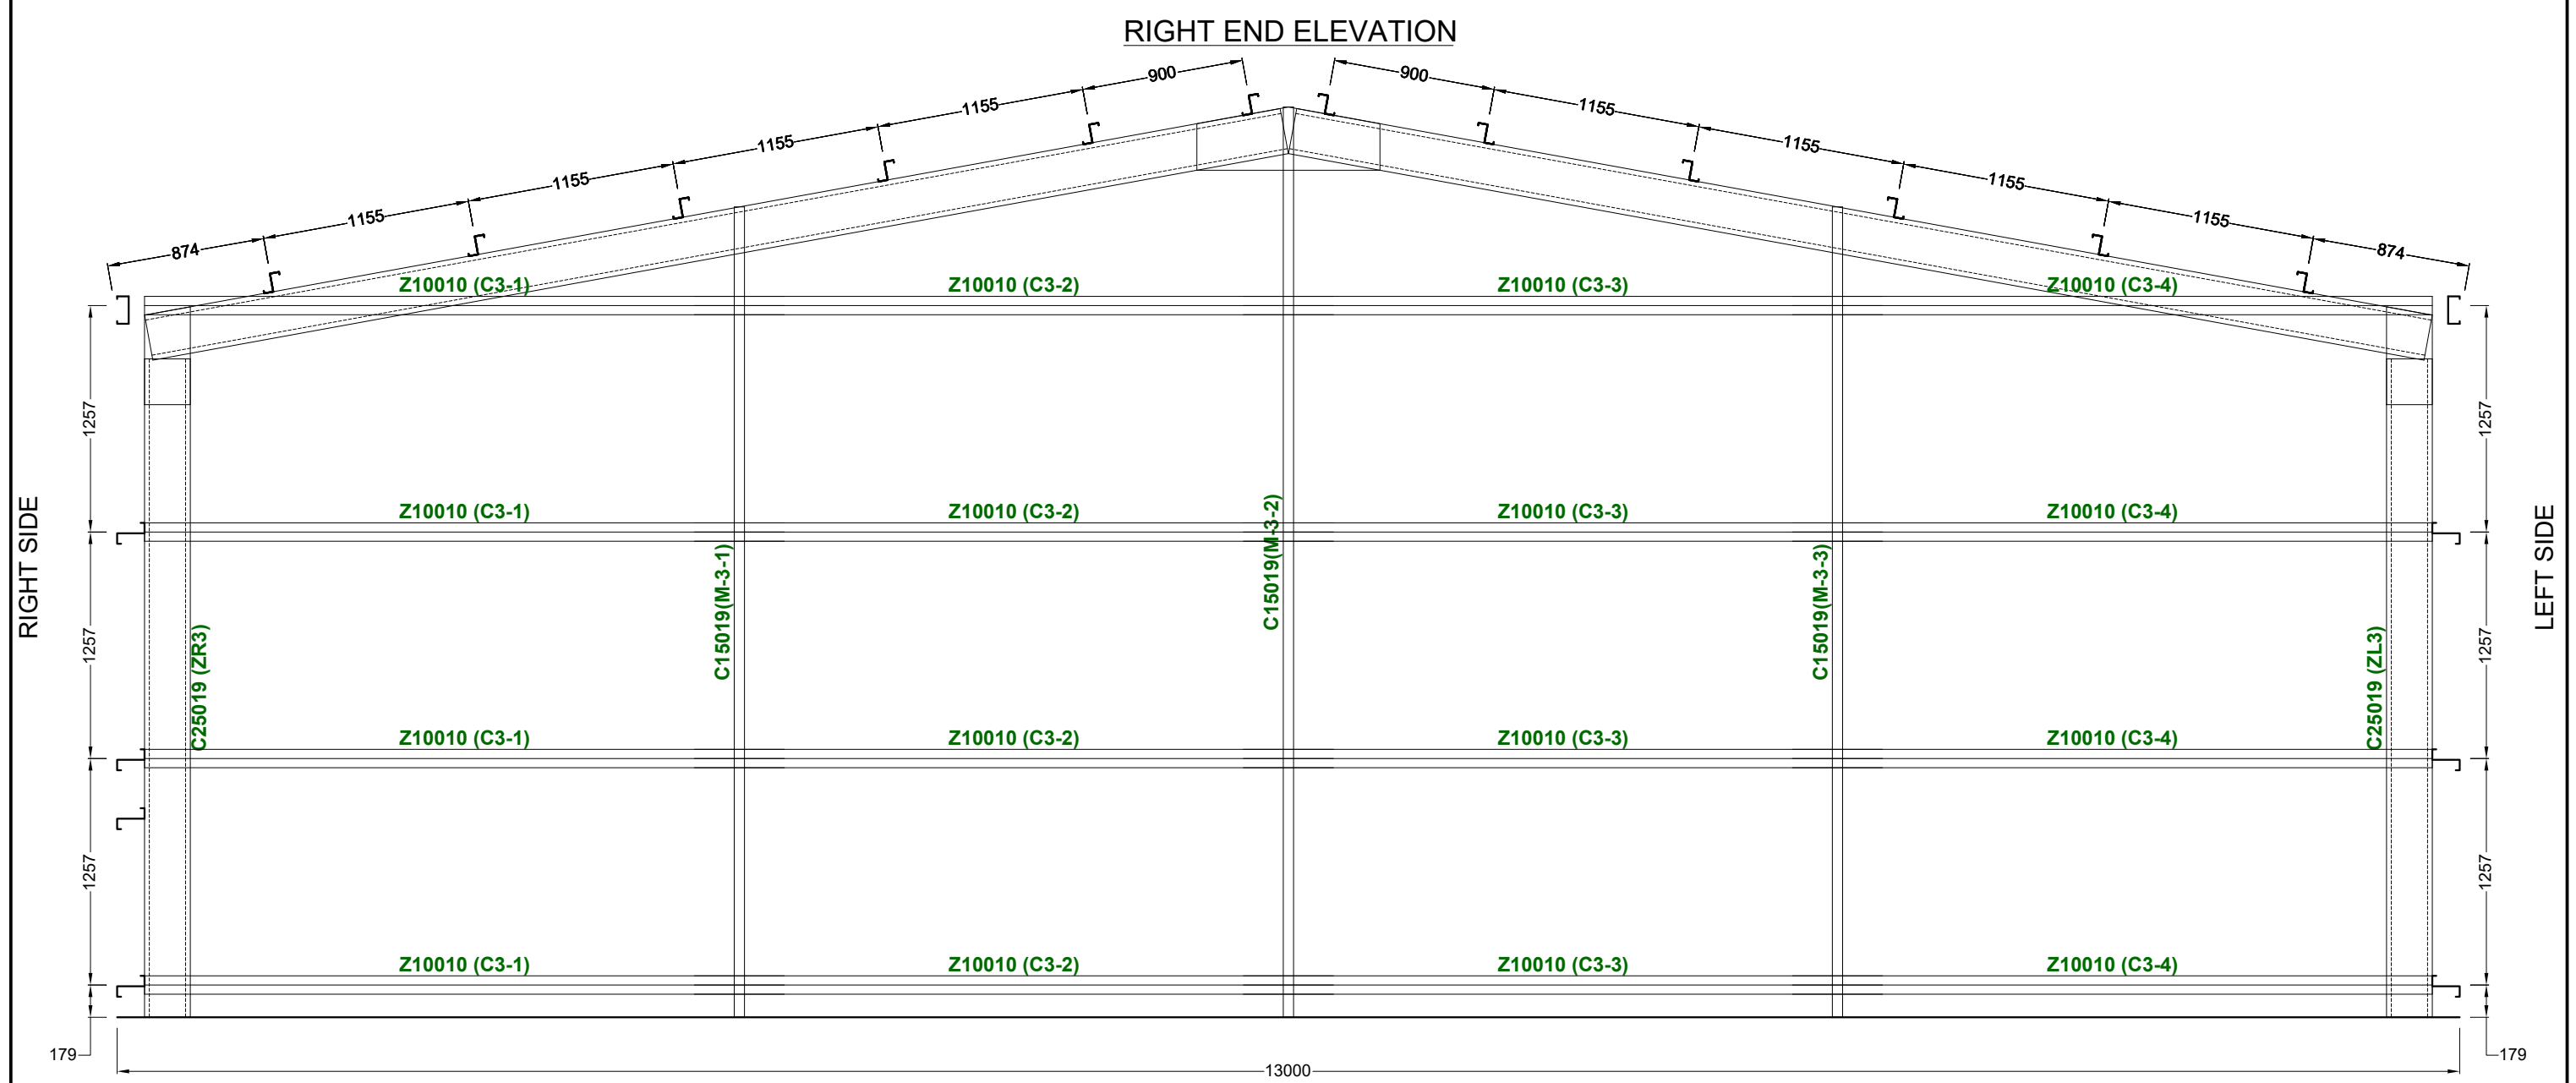 RIGHT END ELEVATION
900
900
1155
1155
1155
1155
1155
1155
1155
1155
874
874
Z10010 (C3-1)
Z10010 (C3-2)
Z10010 (C3-3)
Z10010 (C3-4)
1257
1257
RIGHT SIDE
LEFT SIDE
Z10010 (C3-1)
Z10010 (C3-2)
Z10010 (C3-3)
Z10010 (C3-4)
C25019 (ZR3)
C15019(M-3-1)
C15019(M-3-2)
C15019(M-3-3)
C25019 (ZL3)
1257
1257
Z10010 (C3-1)
Z10010 (C3-2)
Z10010 (C3-3)
Z10010 (C3-4)
1257
1257
Z10010 (C3-1)
Z10010 (C3-2)
Z10010 (C3-3)
Z10010 (C3-4)
179
179
13000